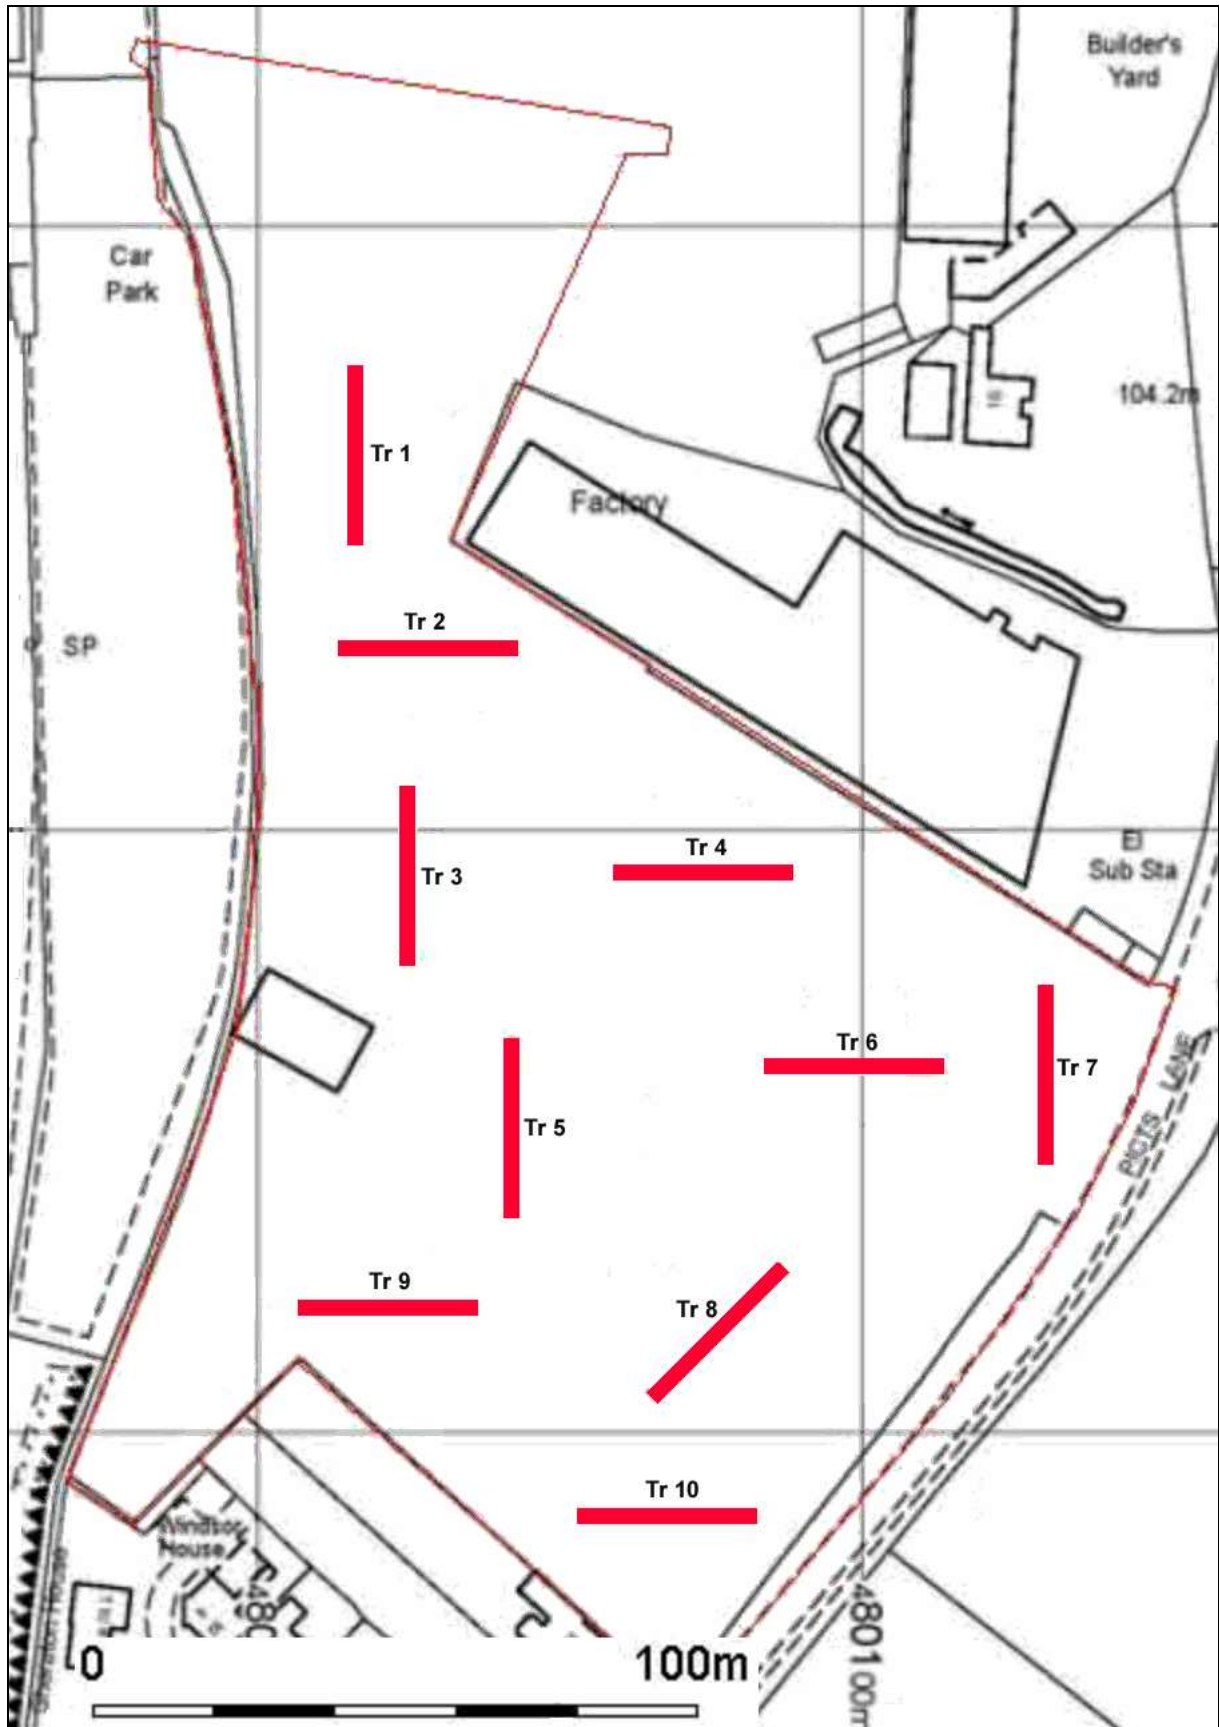 Builder's
Yard
Car
Park
104.2m
Tr 1
Factory
Tr 2
SP
Tr 4
El
Sub Sta
Tr 3
Tr 6
Tr 7
PICTS LANE
Tr 5
Tr 9
Tr 8
Tr 10
Windsor
House
480100m
0 100m